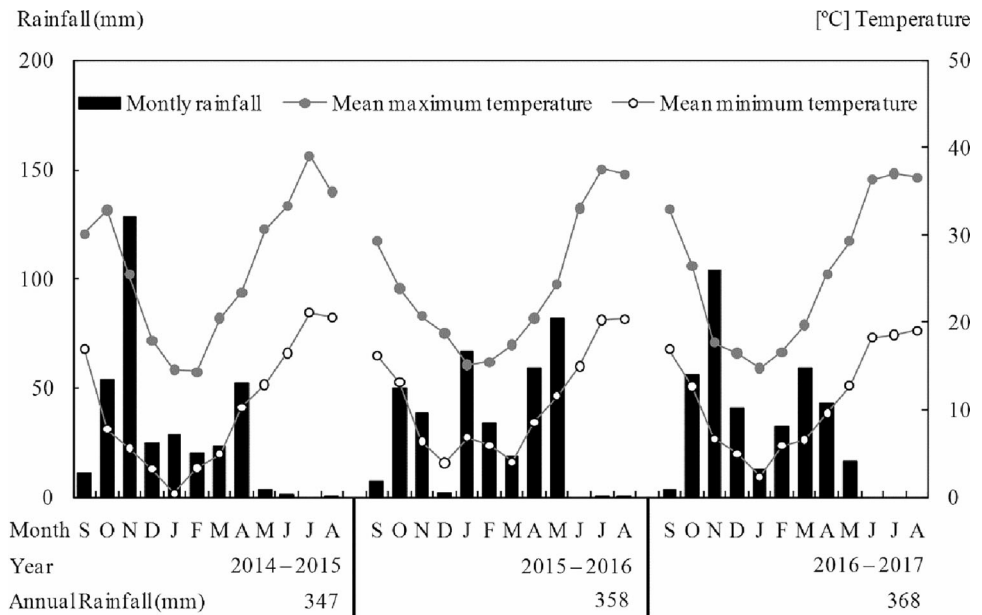 Rainfall (mm) [ºC] Temperature
200 50
Montly rainfall Mean maximum temperature Mean minimum temperature
40
150
30
100
20
50
10
0 0
Month S O N D J F M A M J J A S O N D J F M A M J J A S O N D J F M A M J J A
Year 2014–2015 2015–2016 2016–2017
Annual Rainfall (mm) 347 358 368